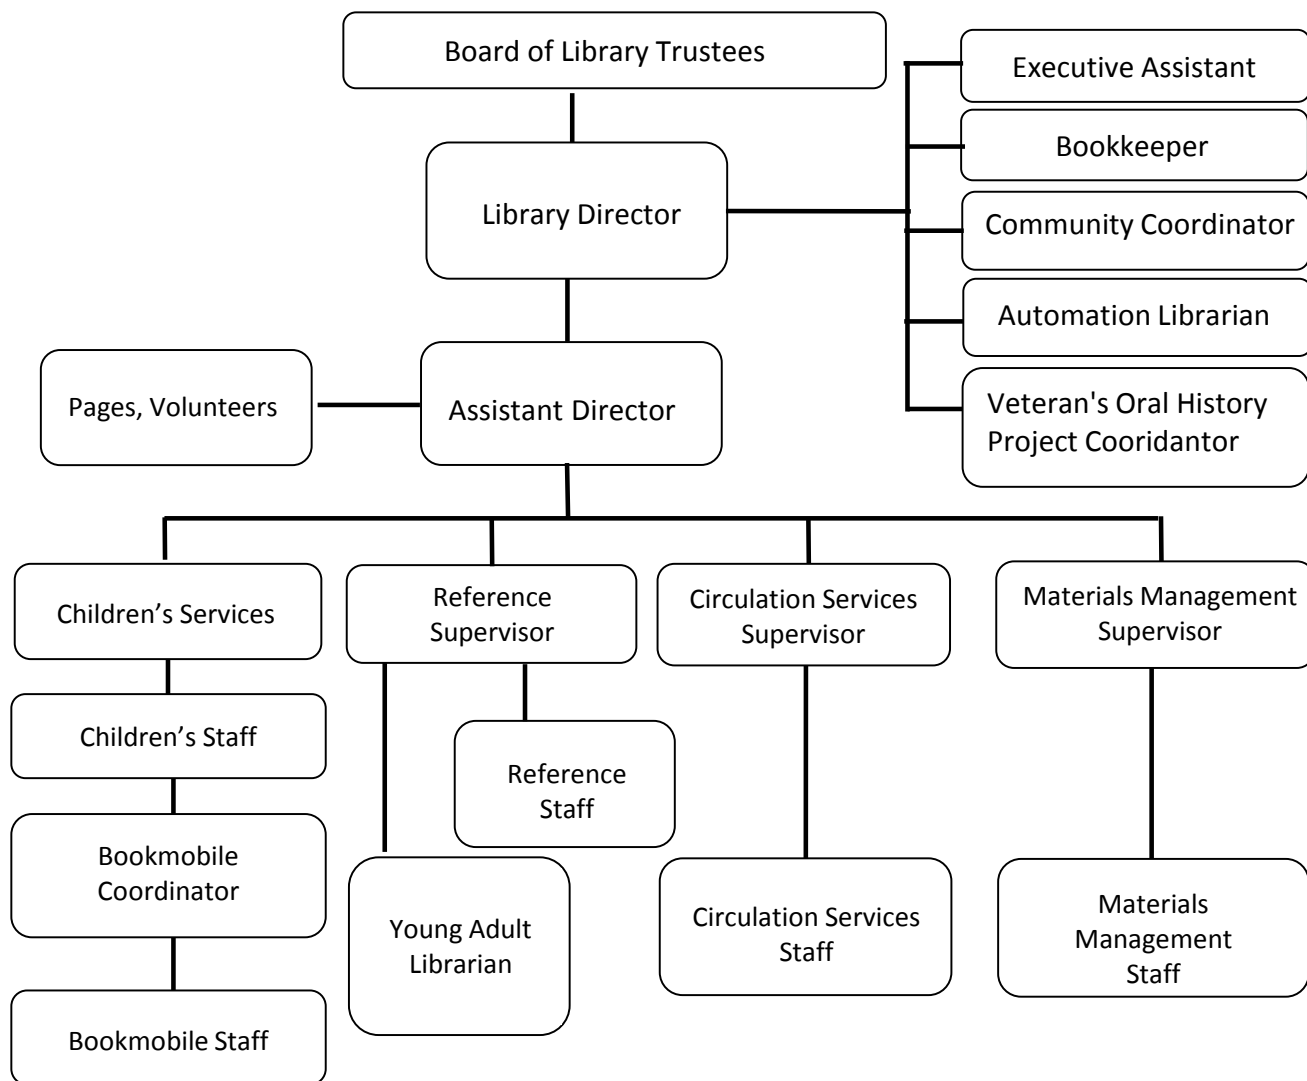 Board of Library Trustees
Executive Assistant
Bookkeeper
Library Director
Community Coordinator
Automation Librarian
Pages, Volunteers
Assistant Director
Veteran's Oral History
Project Cooridantor
Children’s Services
Reference
Supervisor
Circulation Services
Supervisor
Materials Management
Supervisor
Children’s Staff
Reference
Staff
Bookmobile
Coordinator
Young Adult
Librarian
Circulation Services
Staff
Materials
Management
Staff
Bookmobile Staff